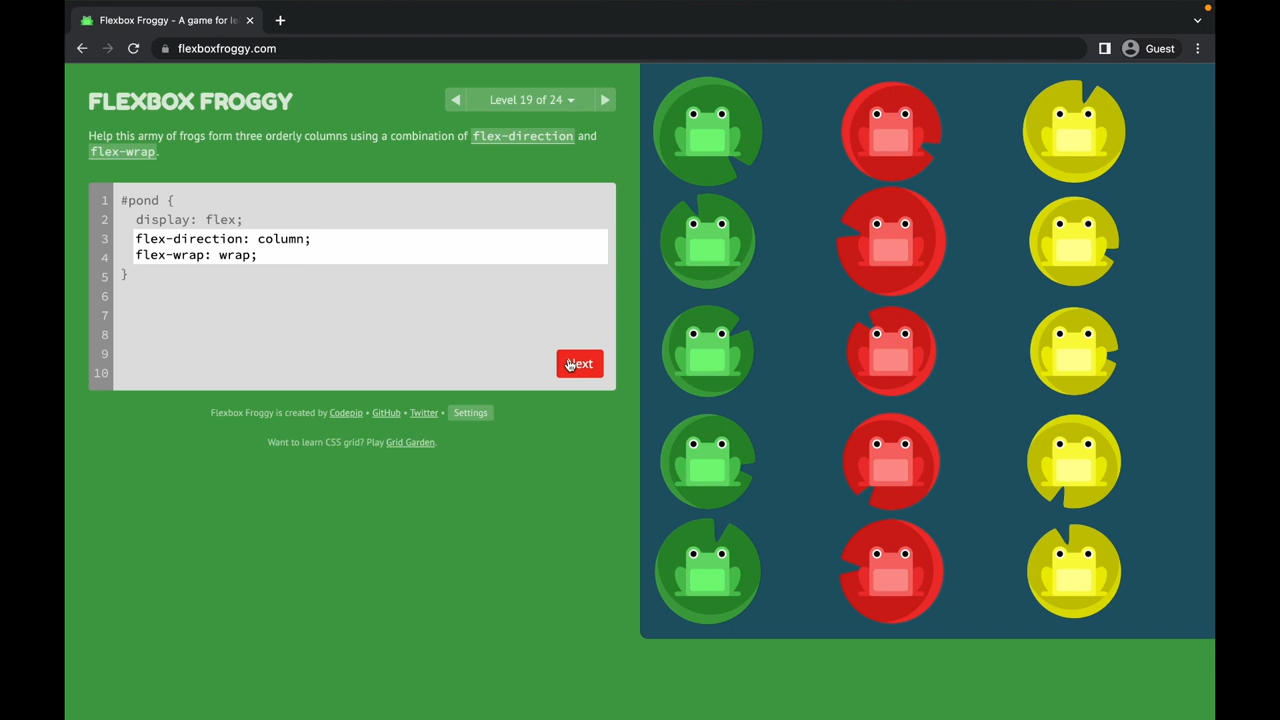 Flexbox Froggy - A game for le
flexboxfroggy.com
Guest
FLEXBOX FROGGY
Level 19 of 24
Help this army of frogs form three orderly columns using a combination of flex-direction and
flex-wrap.
1 #pond {
2 display: flex;
3 flex-direction: column;
4 flex-wrap: wrap;
5 }
6
7
8
9
10
Next
Flexbox Froggy is created by Codepip • GitHub • Twitter • Settings
Want to learn CSS grid? Play Grid Garden.